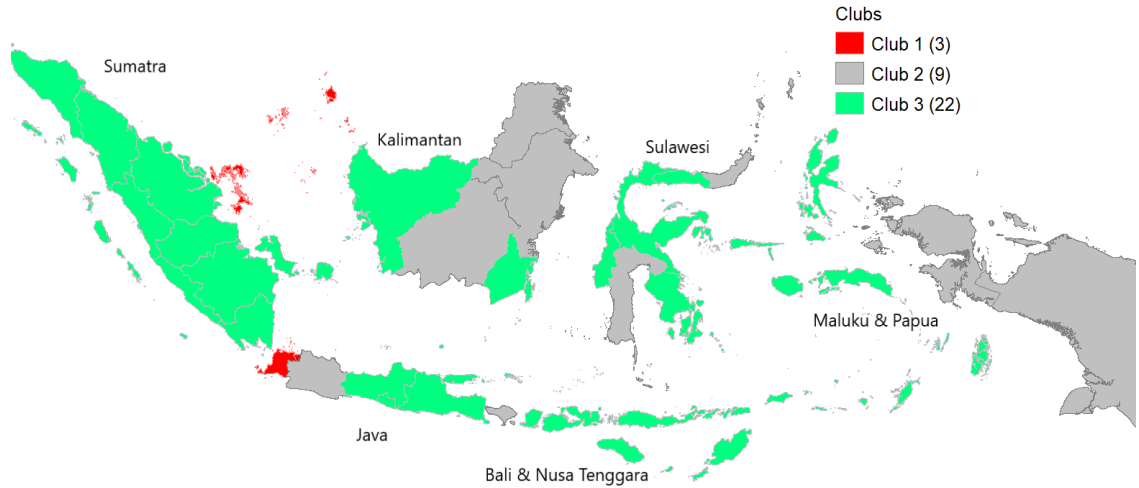 Clubs
Club 1 (3)
Club 2 (9)
Club 3 (22)
Sumatra
Kalimantan
Sulawesi
Maluku & Papua
Java
Bali & Nusa Tenggara